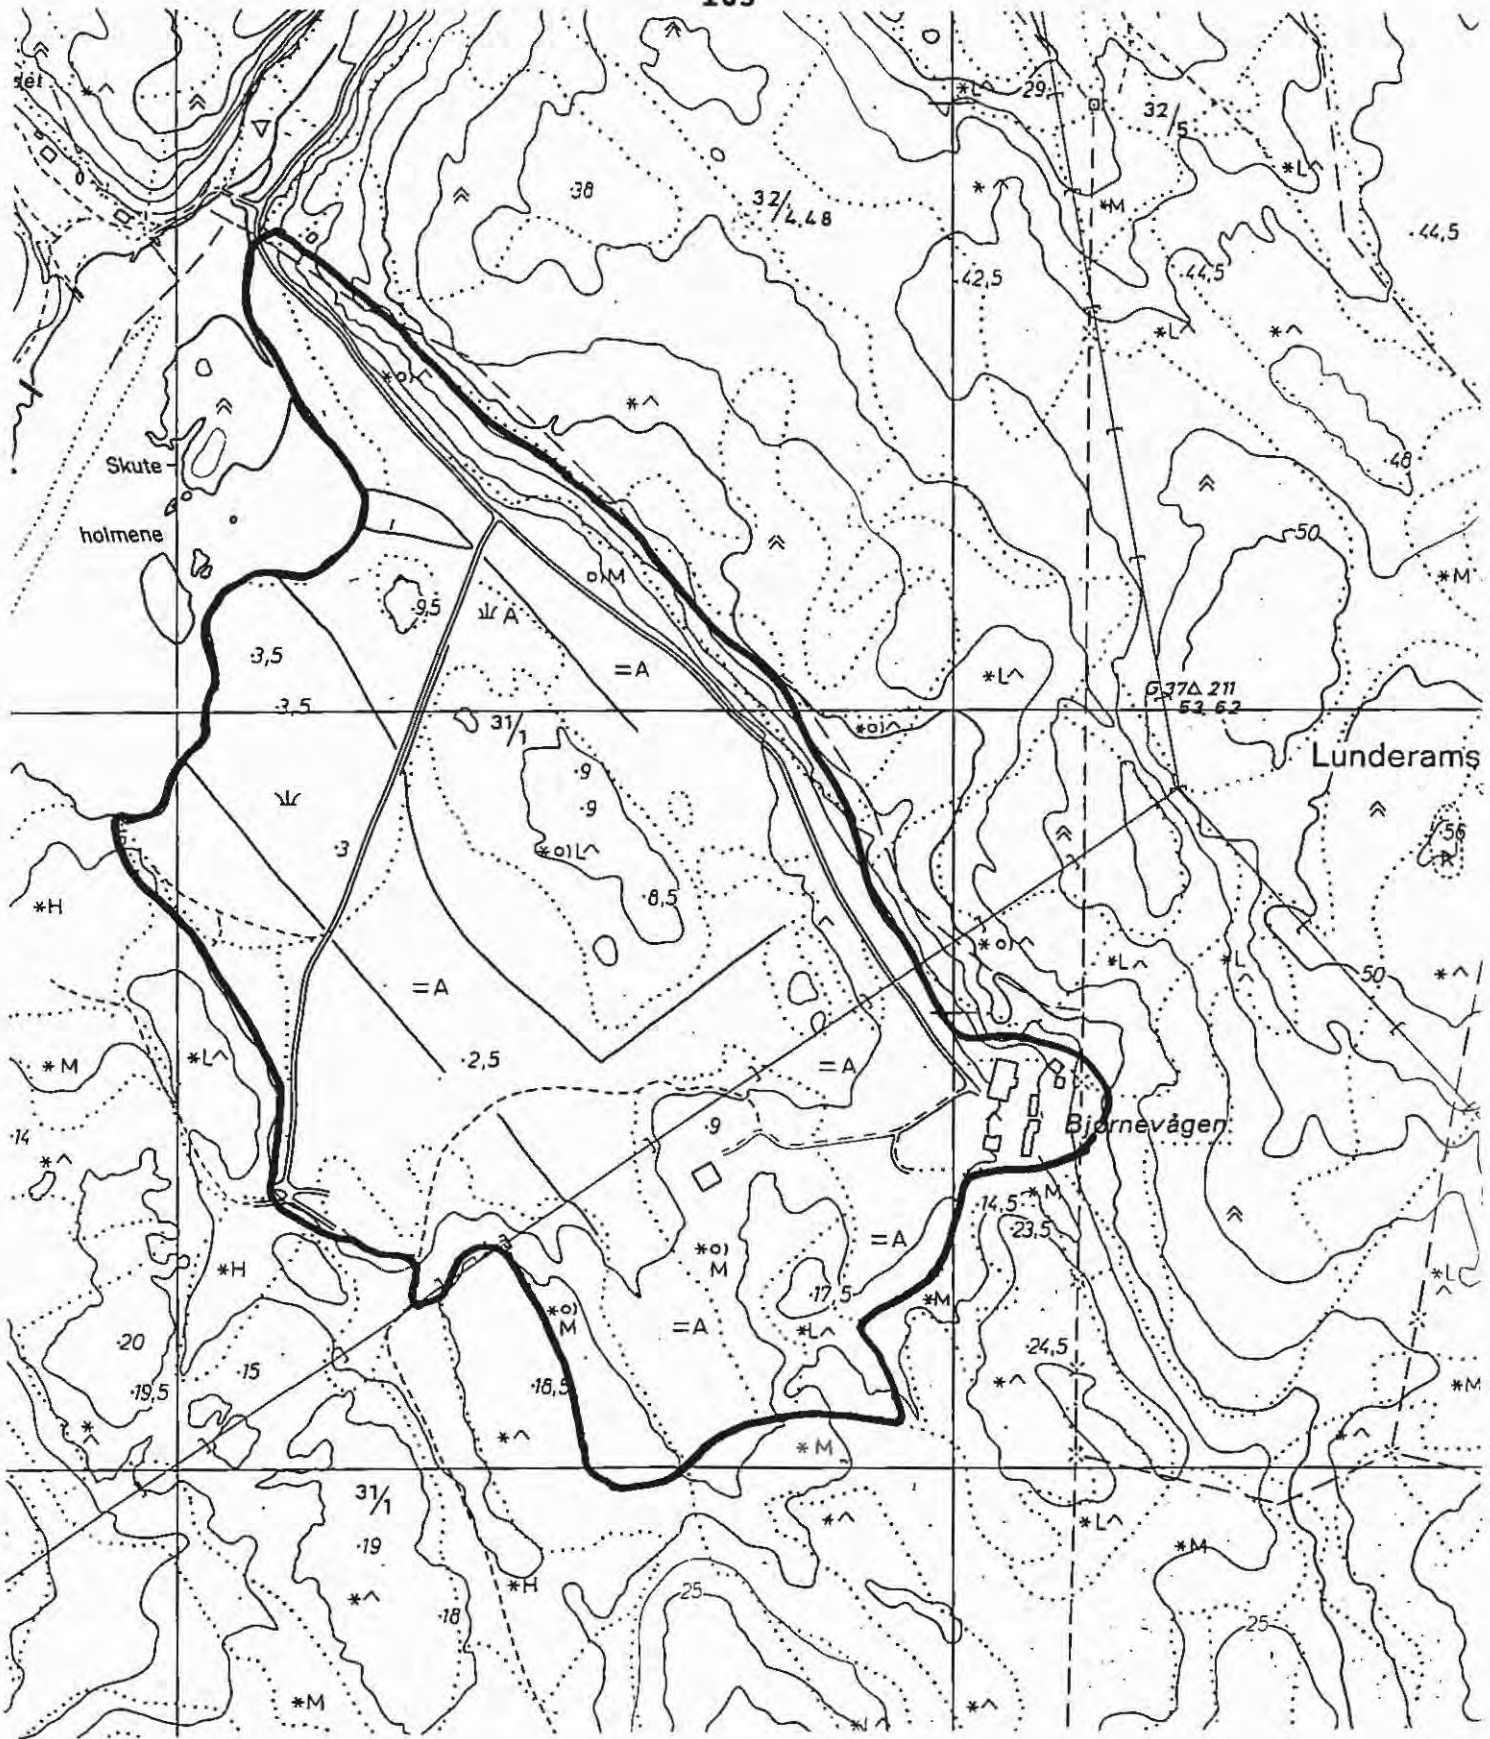 sel
*^
*L^
29
32/5
*L^
38
32/4,48
*^
*M
44,5
42,5
44,5
*L^
*^
*o)^
*^
Skute
48
holmene
50
o)M
*M
9,5
A
3,5
=A
*L^
3,5
31/1
G 37△ 211
53,62
*o)^
Lunderams
9
9
56
3
*o)L^
*H
8,5
*o)^
*L^
*L^
50
*^
=A
2,5
*M
*L^
=A
14
9
Bjørnevågen
*^
*M
14,5
23,5
*o)
M
=A
*H
*L
^
17,5
*M
*o)
M
=A
*L^
20
24,5
15
19,5
18,5
*^
*M
*^
*^
*M
*^
31/1
*^
*L^
19
*M
*H
25
*^
18
25
*M
*^